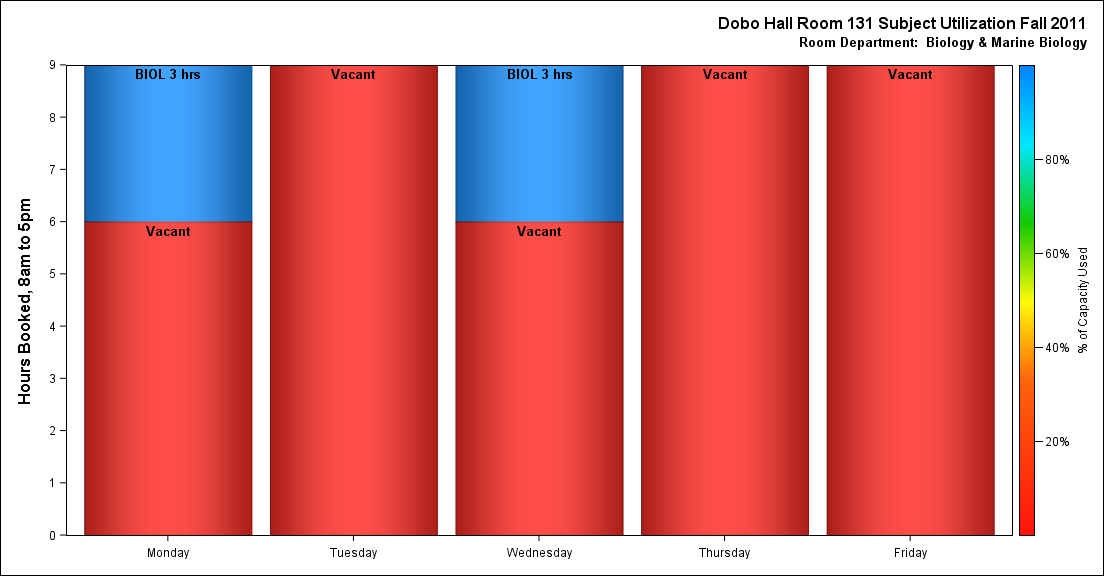 Dobo Hall Room 131 Subject Utilization Fall 2011
Room Department: Biology & Marine Biology
Hours Booked, 8am to 5pm
9
8
7
6
5
4
3
2
1
0
BIOL 3 hrs
Vacant
Vacant
BIOL 3 hrs
Vacant
Vacant
Vacant
Monday
Tuesday
Wednesday
Thursday
Friday
80%
60%
40%
20%
% of Capacity Used